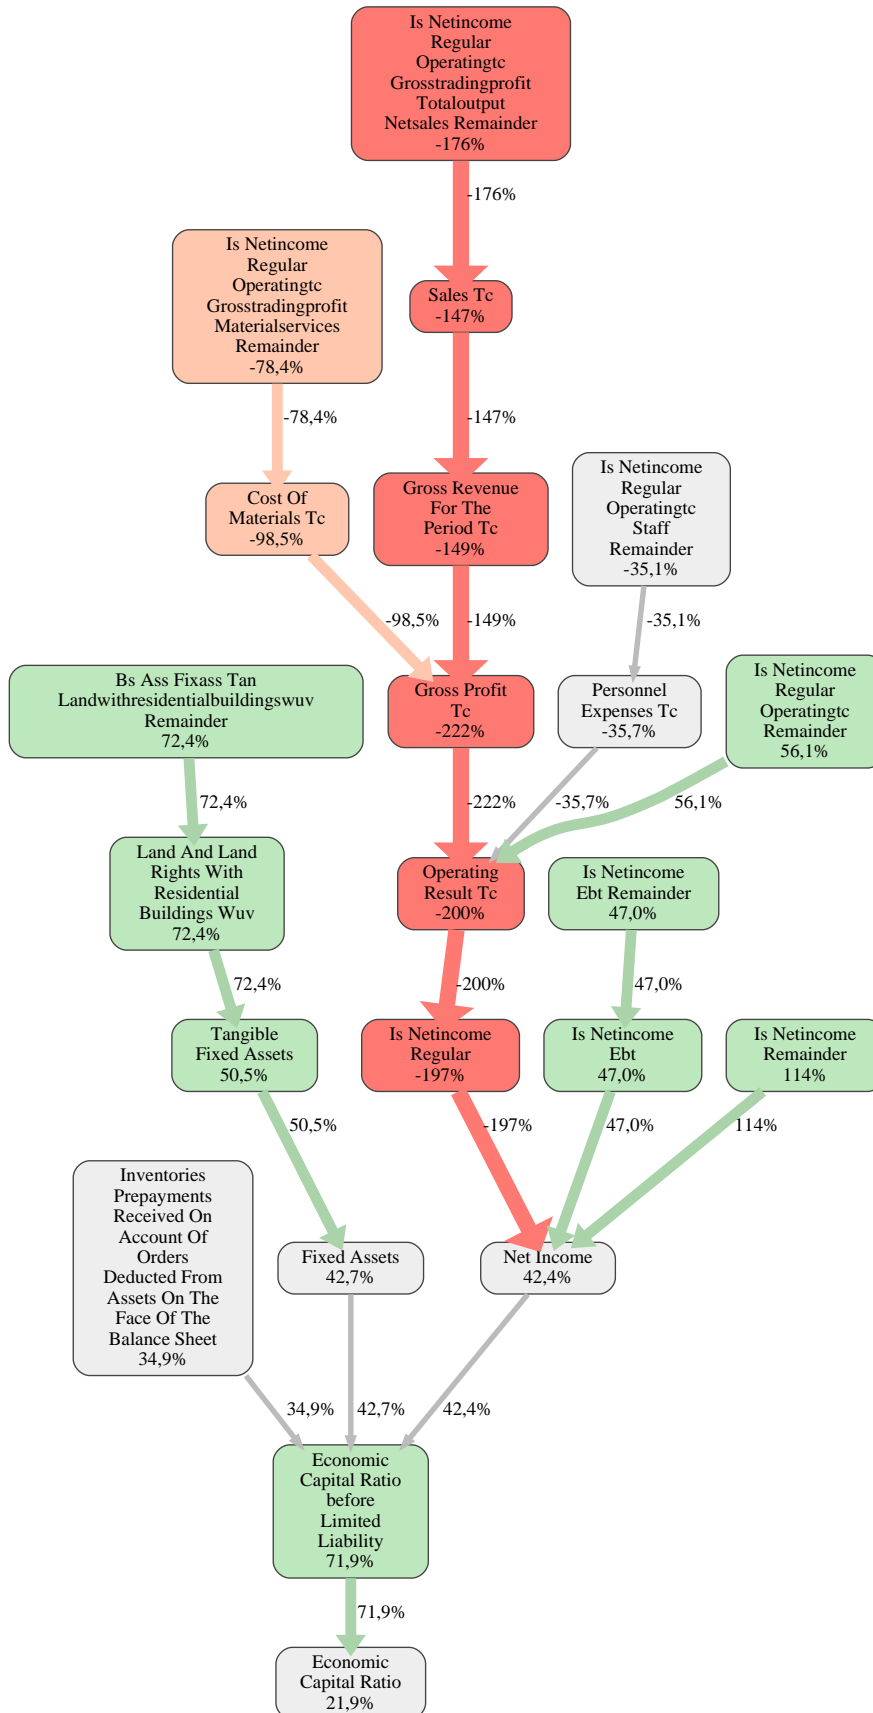 Is Netincome
Regular
Operatingtc
Grosstradingprofit
Totaloutput
Netsales Remainder
-176%
-176%
Is Netincome
Regular
Operatingtc
Grosstradingprofit
Materialservices
Remainder
-78,4%
Sales Tc
-147%
-78,4%
-147%
Cost Of
Materials Tc
-98,5%
Gross Revenue
For The
Period Tc
-149%
Is Netincome
Regular
Operatingtc
Staff
Remainder
-35,1%
-98,5%
-149%
-35,1%
Bs Ass Fixass Tan
Landwithresidentialbuildingswuv
Remainder
72,4%
Gross Profit
Tc
-222%
Personnel
Expenses Tc
-35,7%
Is Netincome
Regular
Operatingtc
Remainder
56,1%
72,4%
-222%
-35,7%
56,1%
Land And Land
Rights With
Residential
Buildings Wuv
72,4%
Operating
Result Tc
-200%
Is Netincome
Ebt Remainder
47,0%
72,4%
-200%
47,0%
Tangible
Fixed Assets
50,5%
Is Netincome
Regular
-197%
Is Netincome
Ebt
47,0%
Is Netincome
Remainder
114%
50,5%
-197%
47,0%
114%
Inventories
Prepayments
Received On
Account Of
Orders
Deducted From
Assets On The
Face Of The
Balance Sheet
34,9%
Fixed Assets
42,7%
Net Income
42,4%
34,9%
42,7%
42,4%
Economic
Capital Ratio
before
Limited
Liability
71,9%
71,9%
Economic
Capital Ratio
21,9%